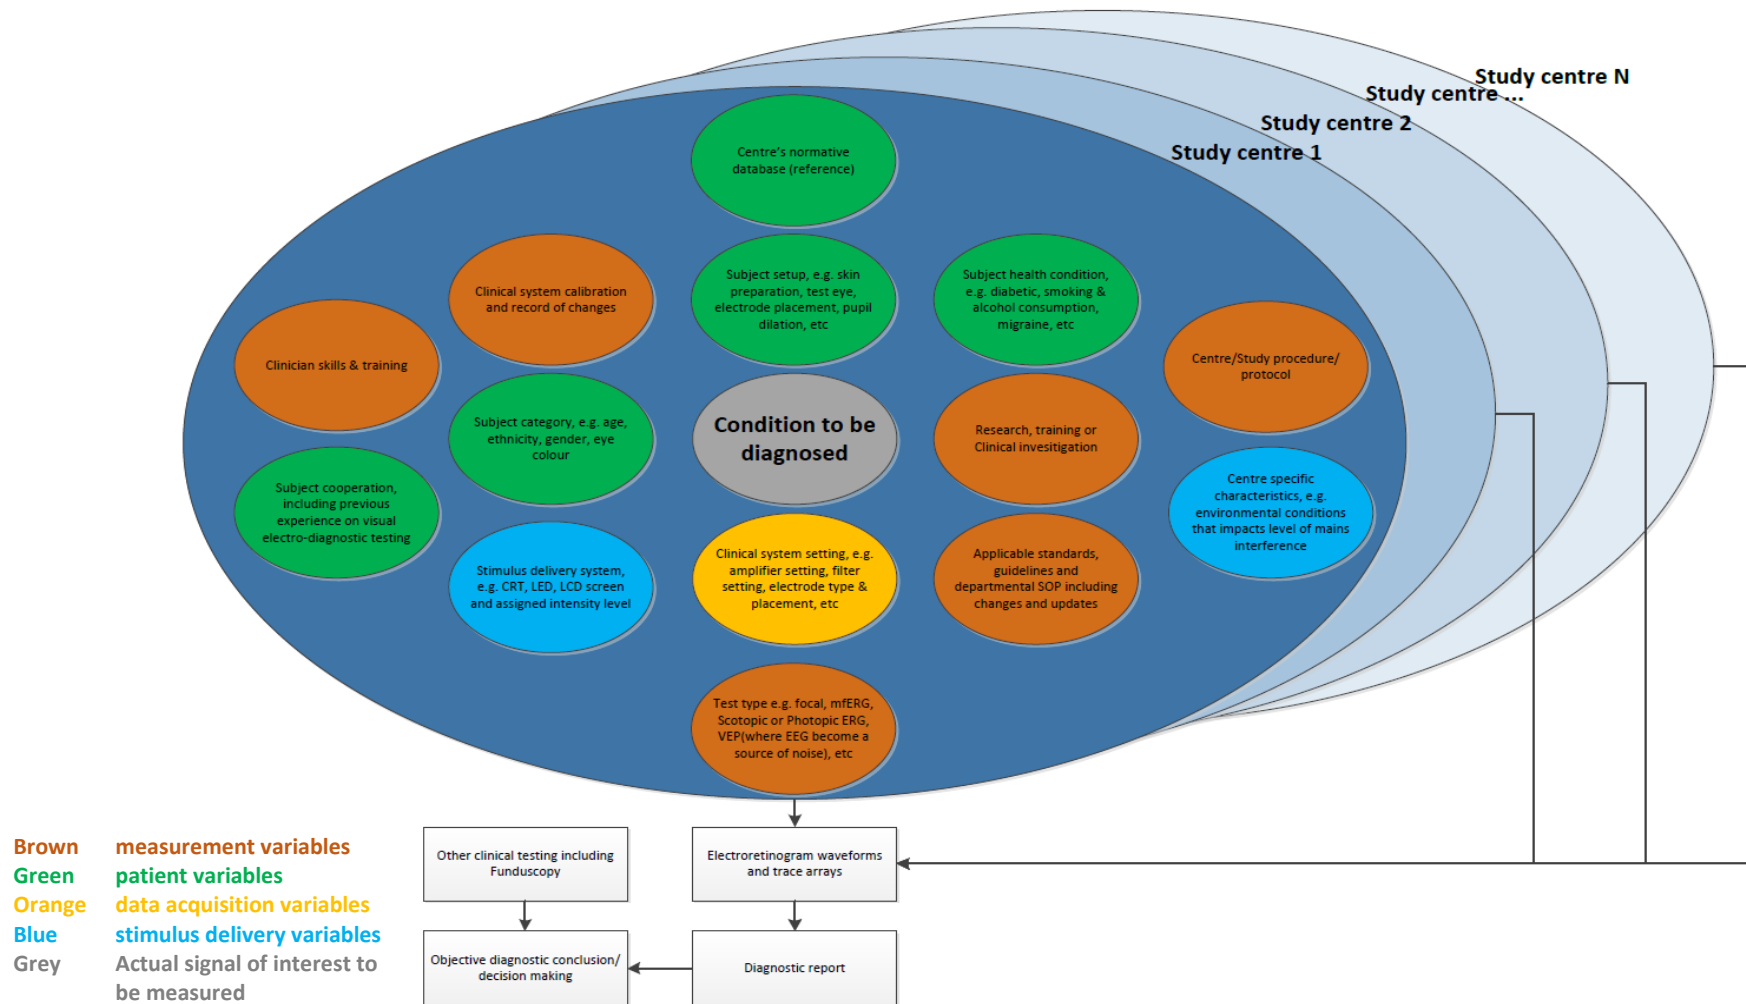 Study centre N
Study centre ...
Study centre 2
Study centre 1
Centre's normative
database (reference)
Clinical system calibration
and record of changes
Subject setup, e.g. skin
preparation, test eye,
electrode placement, pupil
dilation, etc
Subject health condition,
e.g. diabetic, smoking &
alcohol consumption,
migraine, etc
Clinician skills & training
Centre/Study procedure/
protocol
Subject category, e.g. age,
ethnicity, gender, eye
colour
Condition to be
diagnosed
Research, training or
Clinical invesitigation
Subject cooperation,
including previous
experience on visual
electro-diagnostic testing
Centre specific
characteristics, e.g.
environmental conditions
that impacts level of mains
interference
Stimulus delivery system,
e.g. CRT, LED, LCD screen
and assigned intensity level
Clinical system setting, e.g.
amplifier setting, filter
setting, electrode type &
placement, etc
Applicable standards,
guidelines and
departmental SOP including
changes and updates
Test type e.g. focal, mfERG,
Scotopic or Photopic ERG,
VEP(where EEG become a
source of noise), etc
Other clinical testing including
Funduscopy
Electroretinogram waveforms
and trace arrays
Objective diagnostic conclusion/
decision making
Diagnostic report
Brown measurement variables
Green patient variables
Orange data acquisition variables
Blue stimulus delivery variables
Grey Actual signal of interest to
be measured